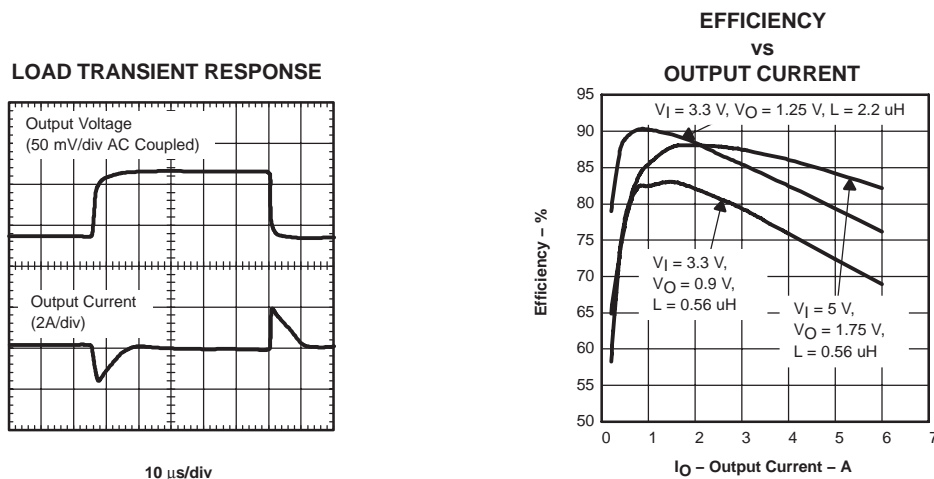 LOAD TRANSIENT RESPONSE
Output Voltage
(50 mV/div AC Coupled)
Output Current
(2A/div)
10 μs/div
EFFICIENCY
vs
OUTPUT CURRENT
95
90
85
80
75
70
65
60
55
50
Efficiency – %
VI = 3.3 V, VO = 1.25 V, L = 2.2 uH
VI = 3.3 V,
VO = 0.9 V,
L = 0.56 uH
VI = 5 V,
VO = 1.75 V,
L = 0.56 uH
0 1 2 3 4 5 6 7
IO – Output Current – A